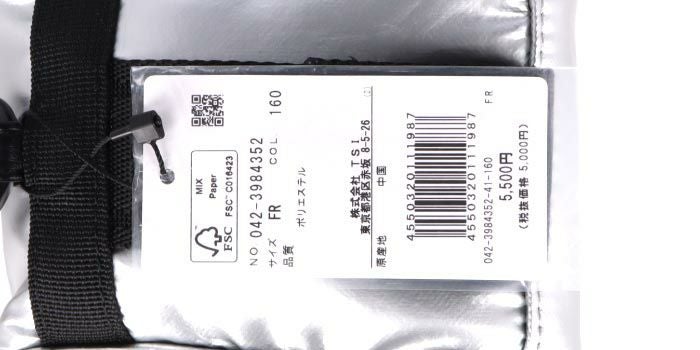 MIX
Paper
FSC™ C016423
FSC
NO 042-3984352
サイズ FR COL. 160
品質
ポリエステル
(2)
株式会社 TSI
東京都港区赤坂 8-5-26
原産地 中国
4550320111987
4550320111987
FR
042-3984352-41-160
5,500円
(税抜価格 5,000円)